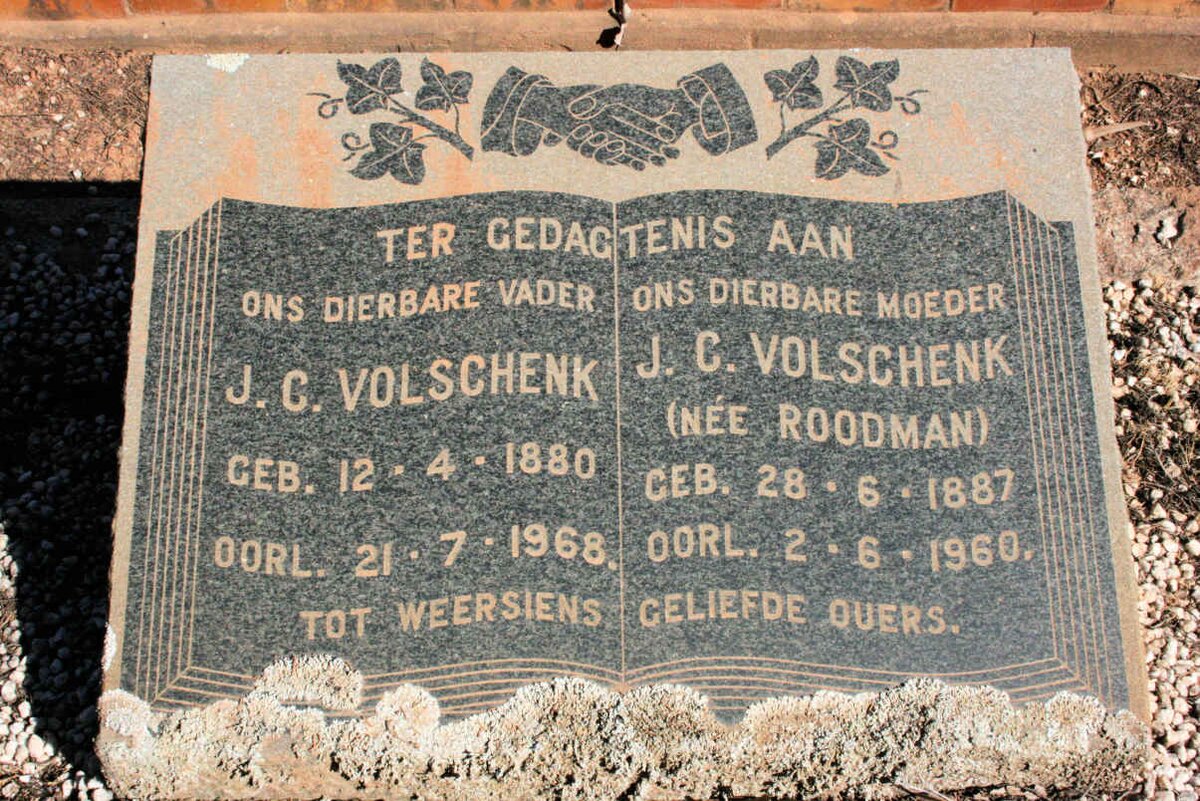 TER GEDAGTENIS AAN
ONS DIERBARE VADER
J. C. VOLSCHENK
GEB. 12 · 4 · 1880
OORL. 21 · 7 · 1968.
ONS DIERBARE MOEDER
J. C. VOLSCHENK
(NÉE ROODMAN)
GEB. 28 · 6 · 1887
OORL. 2 · 6 · 1960.
TOT WEERSIENS GELIEFDE OUERS.